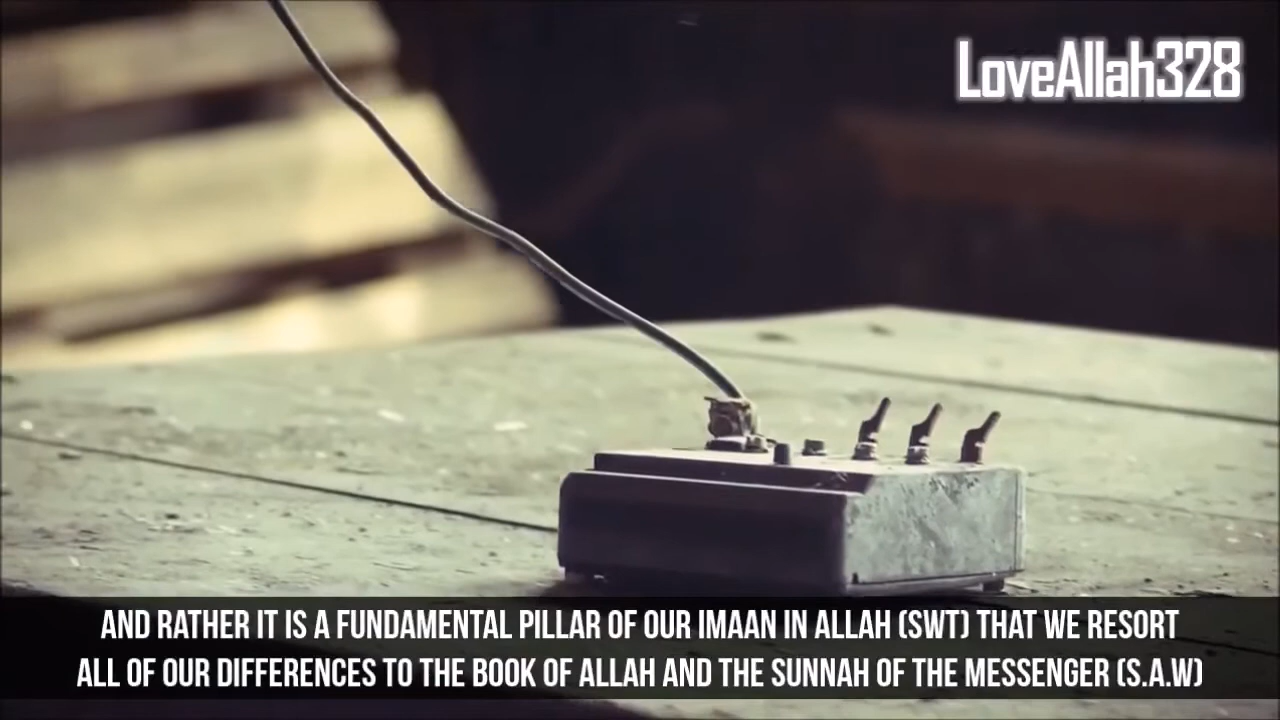 LoveAllah328
AND RATHER IT IS A FUNDAMENTAL PILLAR OF OUR IMAAN IN ALLAH (SWT) THAT WE RESORT
ALL OF OUR DIFFERENCES TO THE BOOK OF ALLAH AND THE SUNNAH OF THE MESSENGER (S.A.W)